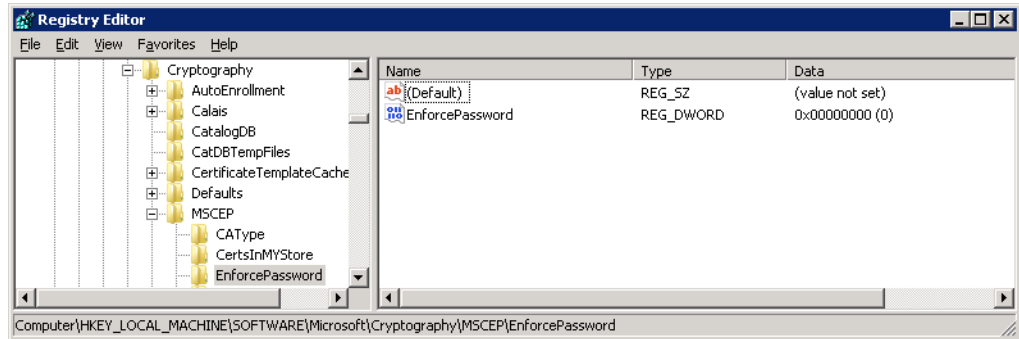 Registry Editor
File Edit View Favorites Help
Cryptography
AutoEnrollment
Calais
CatalogDB
CatDBTempFiles
CertificateTemplateCache
Defaults
MSCEP
CAType
CertsInMYStore
EnforcePassword
Name Type Data
ab (Default) REG_SZ (value not set)
EnforcePassword REG_DWORD 0x00000000 (0)
Computer\HKEY_LOCAL_MACHINE\SOFTWARE\Microsoft\Cryptography\MSCEP\EnforcePassword